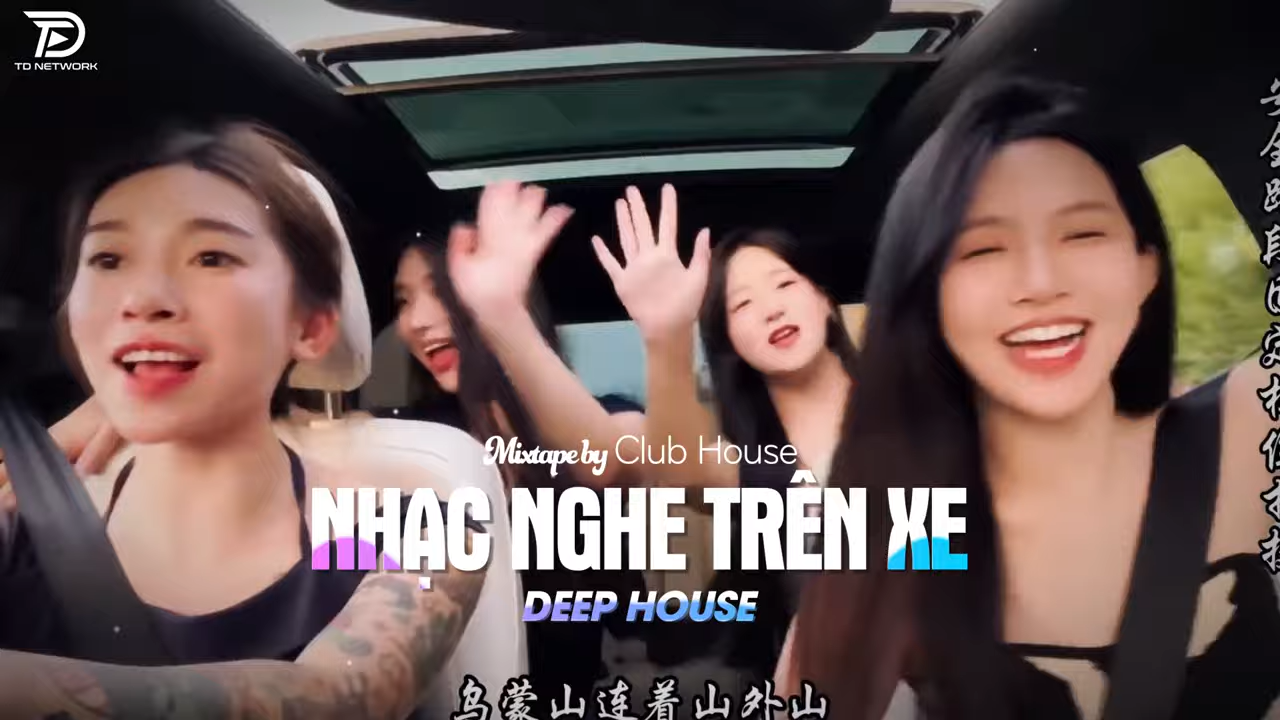 TD NETWORK
Mixtape by Club House
NHẠC NGHE TRÊN XE
DEEP HOUSE
乌蒙山连着山外山